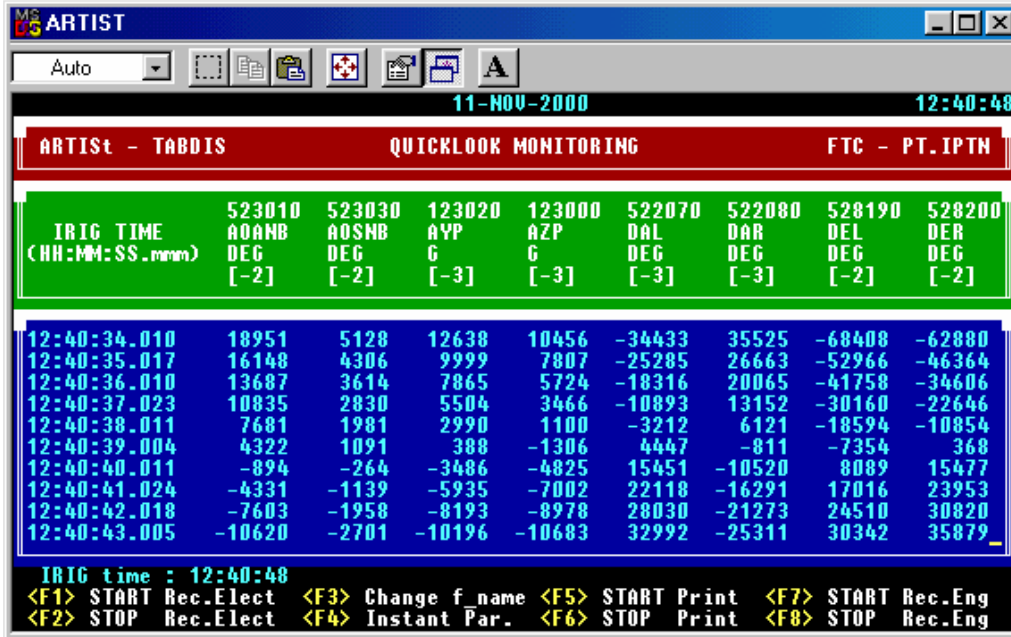 ARTIST
Auto
A
11-NOV-2000 12:40:48
ARTISt - TABDIS QUICKLOOK MONITORING FTC - PT.IPTN
523010 523030 123020 123000 522070 522080 528190 528200
IRIG TIME AOANB AOSNB AYP AZP DAL DAR DEL DER
(HH:MM:SS.mmm) DEG DEG G G DEG DEG DEG DEG
[-2] [-2] [-3] [-3] [-3] [-3] [-2] [-2]
12:40:34.010 18951 5128 12638 10456 -34433 35525 -68408 -62880
12:40:35.017 16148 4306 9999 7807 -25285 26663 -52966 -46364
12:40:36.010 13687 3614 7865 5724 -18316 20065 -41758 -34606
12:40:37.023 10835 2830 5504 3466 -10893 13152 -30160 -22646
12:40:38.011 7681 1981 2990 1100 -3212 6121 -18594 -10854
12:40:39.004 4322 1091 388 -1306 4447 -811 -7354 368
12:40:40.011 -894 -264 -3486 -4825 15451 -10520 8089 15477
12:40:41.024 -4331 -1139 -5935 -7002 22118 -16291 17016 23953
12:40:42.018 -7603 -1958 -8193 -8978 28030 -21273 24510 30820
12:40:43.005 -10620 -2701 -10196 -10683 32992 -25311 30342 35879_
IRIG time : 12:40:48
<F1> START Rec.Elect <F3> Change f_name <F5> START Print <F7> START Rec.Eng
<F2> STOP Rec.Elect <F4> Instant Par. <F6> STOP Print <F8> STOP Rec.Eng